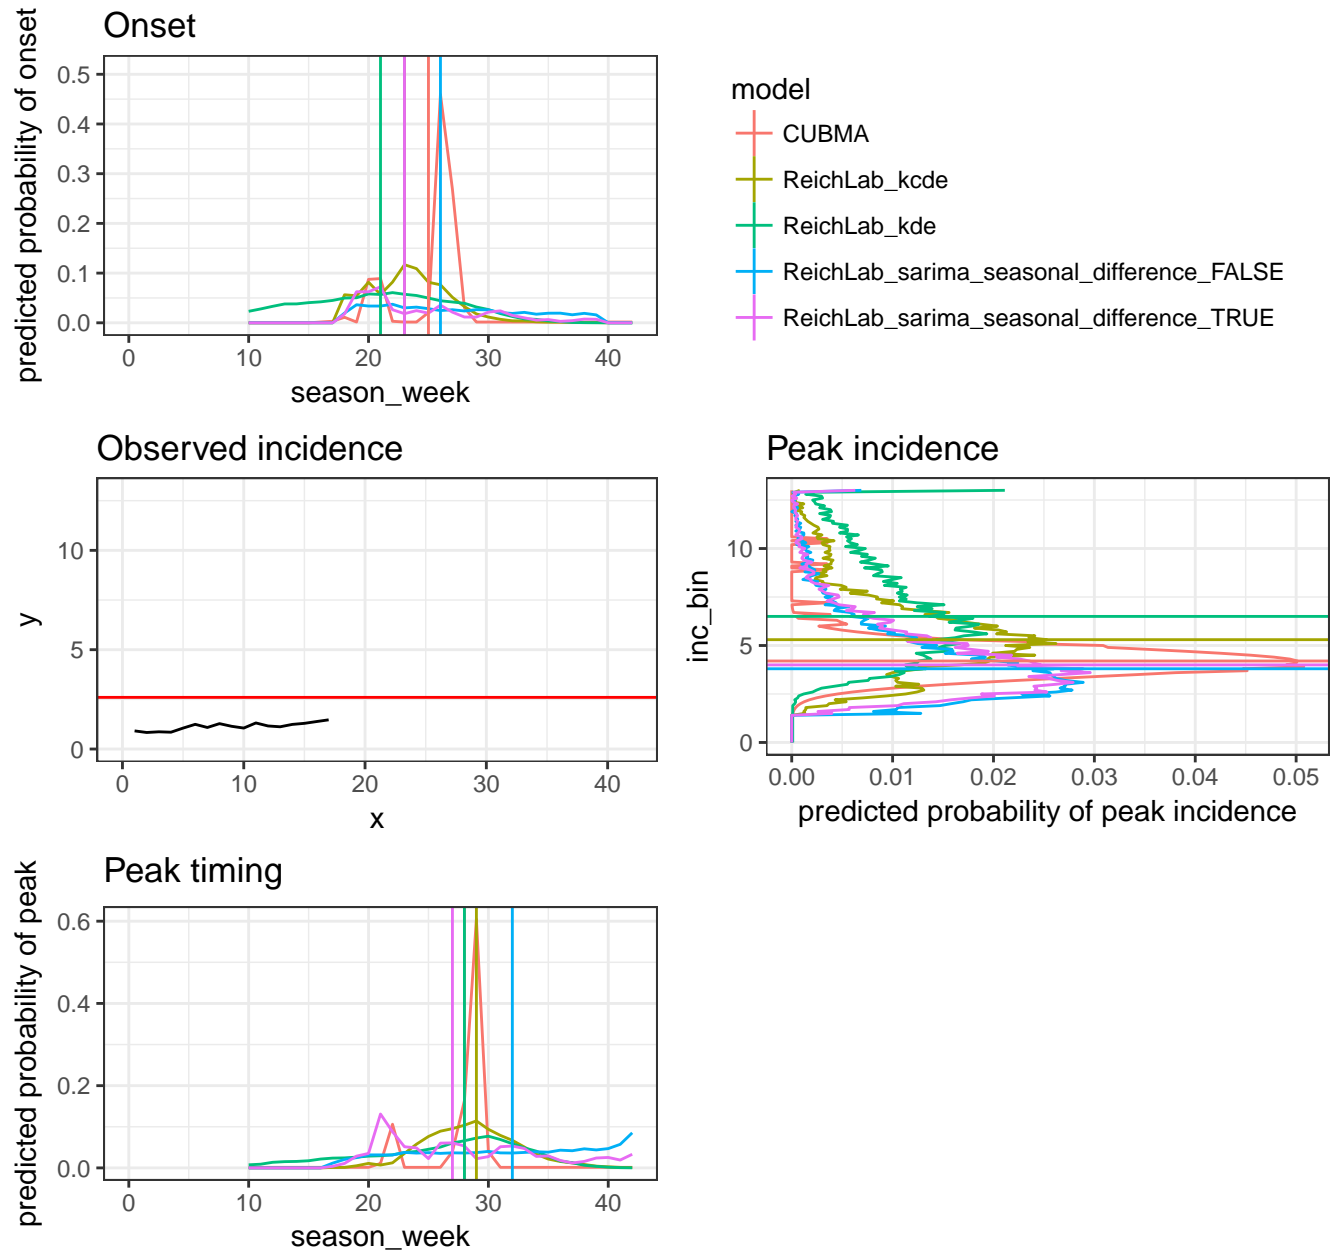 Onset
predicted probability of onset
0.5
0.4
0.3
0.2
0.1
0.0
0 10 20 30 40
season_week
model
CUBMA
ReichLab_kcde
ReichLab_kde
ReichLab_sarima_seasonal_difference_FALSE
ReichLab_sarima_seasonal_difference_TRUE
Observed incidence
y
10
5
0
0 10 20 30 40
x
Peak incidence
inc_bin
10
5
0
0.00 0.01 0.02 0.03 0.04 0.05
predicted probability of peak incidence
Peak timing
predicted probability of peak
0.6
0.4
0.2
0.0
0 10 20 30 40
season_week